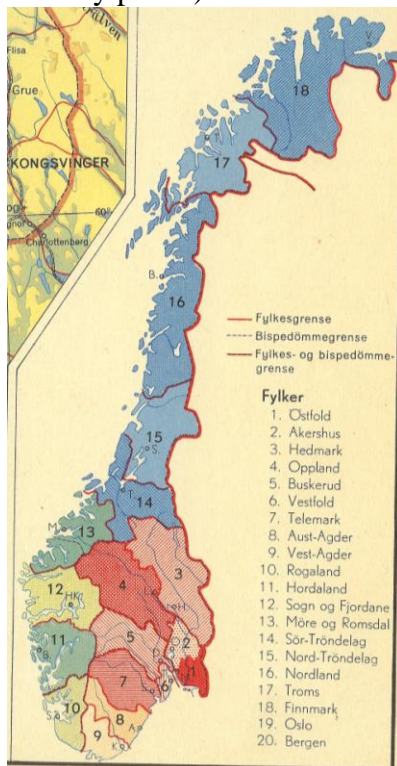 älven
Flisa
Grue
KONGSVINGER
60°
Charlottenberg
V.
18
T.
17
B.
16
15
S.
T.
14
M.
13
3
4
H.
12
5
2
11
B.
7
6
1
10
S.
8
9
A.
K.
Fylkesgrense
Bispedömmegrense
Fylkes- og bispedömme-
grense
Fylker
1. Östfold
2. Akershus
3. Hedmark
4. Oppland
5. Buskerud
6. Vestfold
7. Telemark
8. Aust-Agder
9. Vest-Agder
10. Rogaland
11. Hordaland
12. Sogn og Fjordane
13. Möre og Romsdal
14. Sör-Tröndelag
15. Nord-Tröndelag
16. Nordland
17. Troms
18. Finnmark
19. Oslo
20. Bergen